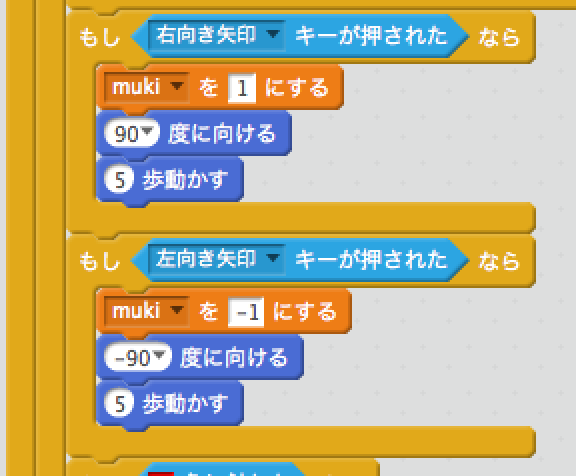 もし 右向き矢印 キーが押された なら
muki を 1 にする
90 度に向ける
5 歩動かす
もし 左向き矢印 キーが押された なら
muki を -1 にする
-90 度に向ける
5 歩動かす